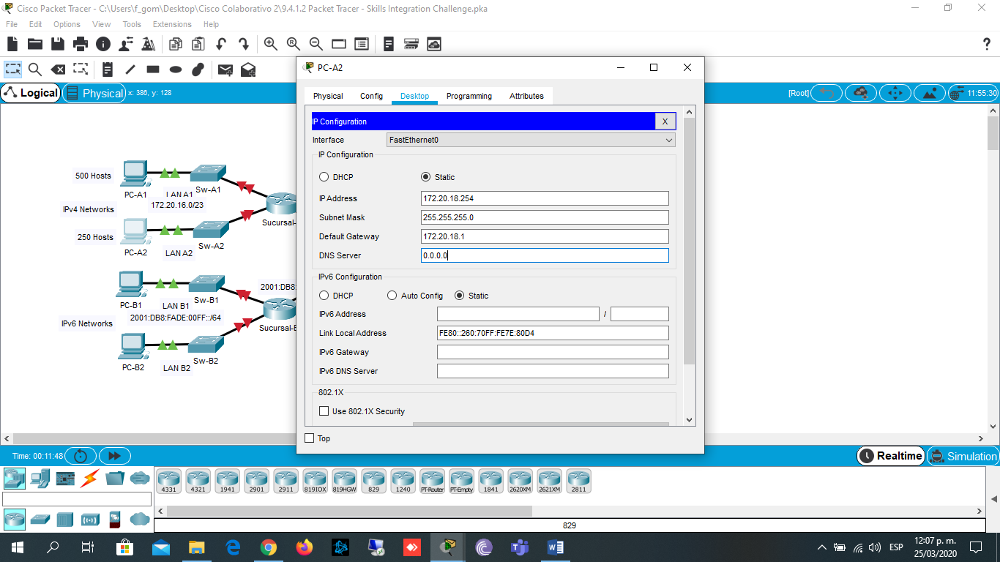 Cisco Packet Tracer - C:\Users\f_gom\Desktop\Cisco Colaborativo 2\9.4.1.2 Packet Tracer - Skills Integration Challenge.pka
File Edit Options View Tools Extensions Help
Logical
Physical
x: 386, y: 128
[Root]
11:55:30
PC-A2
Physical Config Desktop Programming Attributes
IP Configuration
X
Interface
FastEthernet0
IP Configuration
DHCP
Static
IP Address
172.20.18.254
Subnet Mask
255.255.255.0
Default Gateway
172.20.18.1
DNS Server
0.0.0.0
IPv6 Configuration
DHCP
Auto Config
Static
IPv6 Address
/
Link Local Address
FE80::260:70FF:FE7E:80D4
IPv6 Gateway
IPv6 DNS Server
802.1X
Use 802.1X Security
Top
500 Hosts
PC-A1
LAN A1
Sw-A1
172.20.16.0/23
IPv4 Networks
Sucursal-
250 Hosts
PC-A2
LAN A2
Sw-A2
2001:DB8:
PC-B1
LAN B1
Sw-B1
2001:DB8:FADE:00FF::/64
IPv6 Networks
Sucursal-B
PC-B2
LAN B2
Sw-B2
Time: 00:11:48
Realtime
Simulation
4331 4321 1941 2901 2911 819IOX 819HGW 829 1240 PT-Router PT-Empty 1841 2620XM 2621XM 2811
829
ESP
12:07 p. m.
25/03/2020